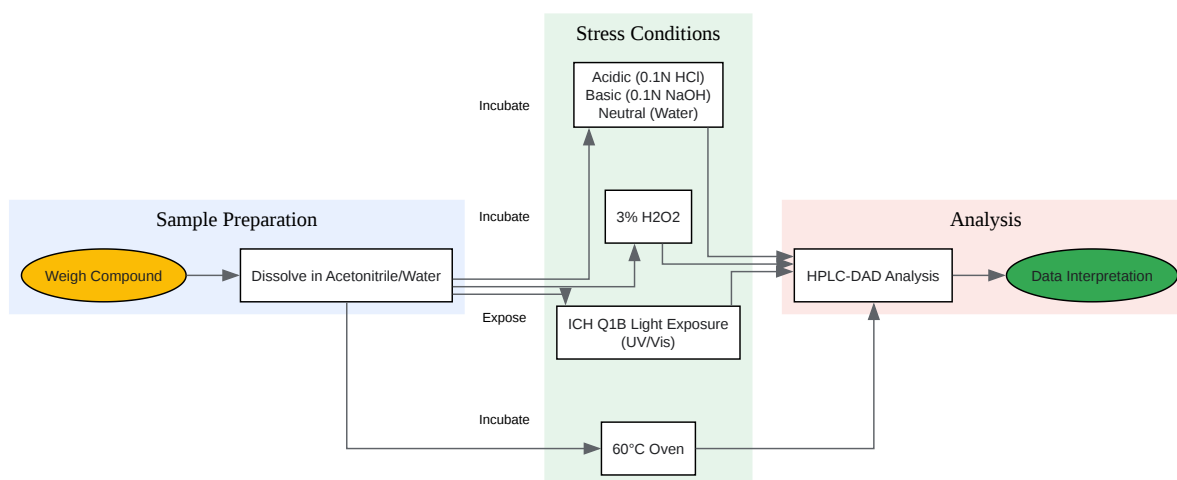 Stress Conditions
Acidic (0.1N HCl)
Basic (0.1N NaOH)
Neutral (Water)
Incubate
Sample Preparation
Incubate
3% H2O2
Analysis
Weigh Compound
Dissolve in Acetonitrile/Water
HPLC-DAD Analysis
Data Interpretation
Expose
ICH Q1B Light Exposure
(UV/Vis)
Incubate
60°C Oven